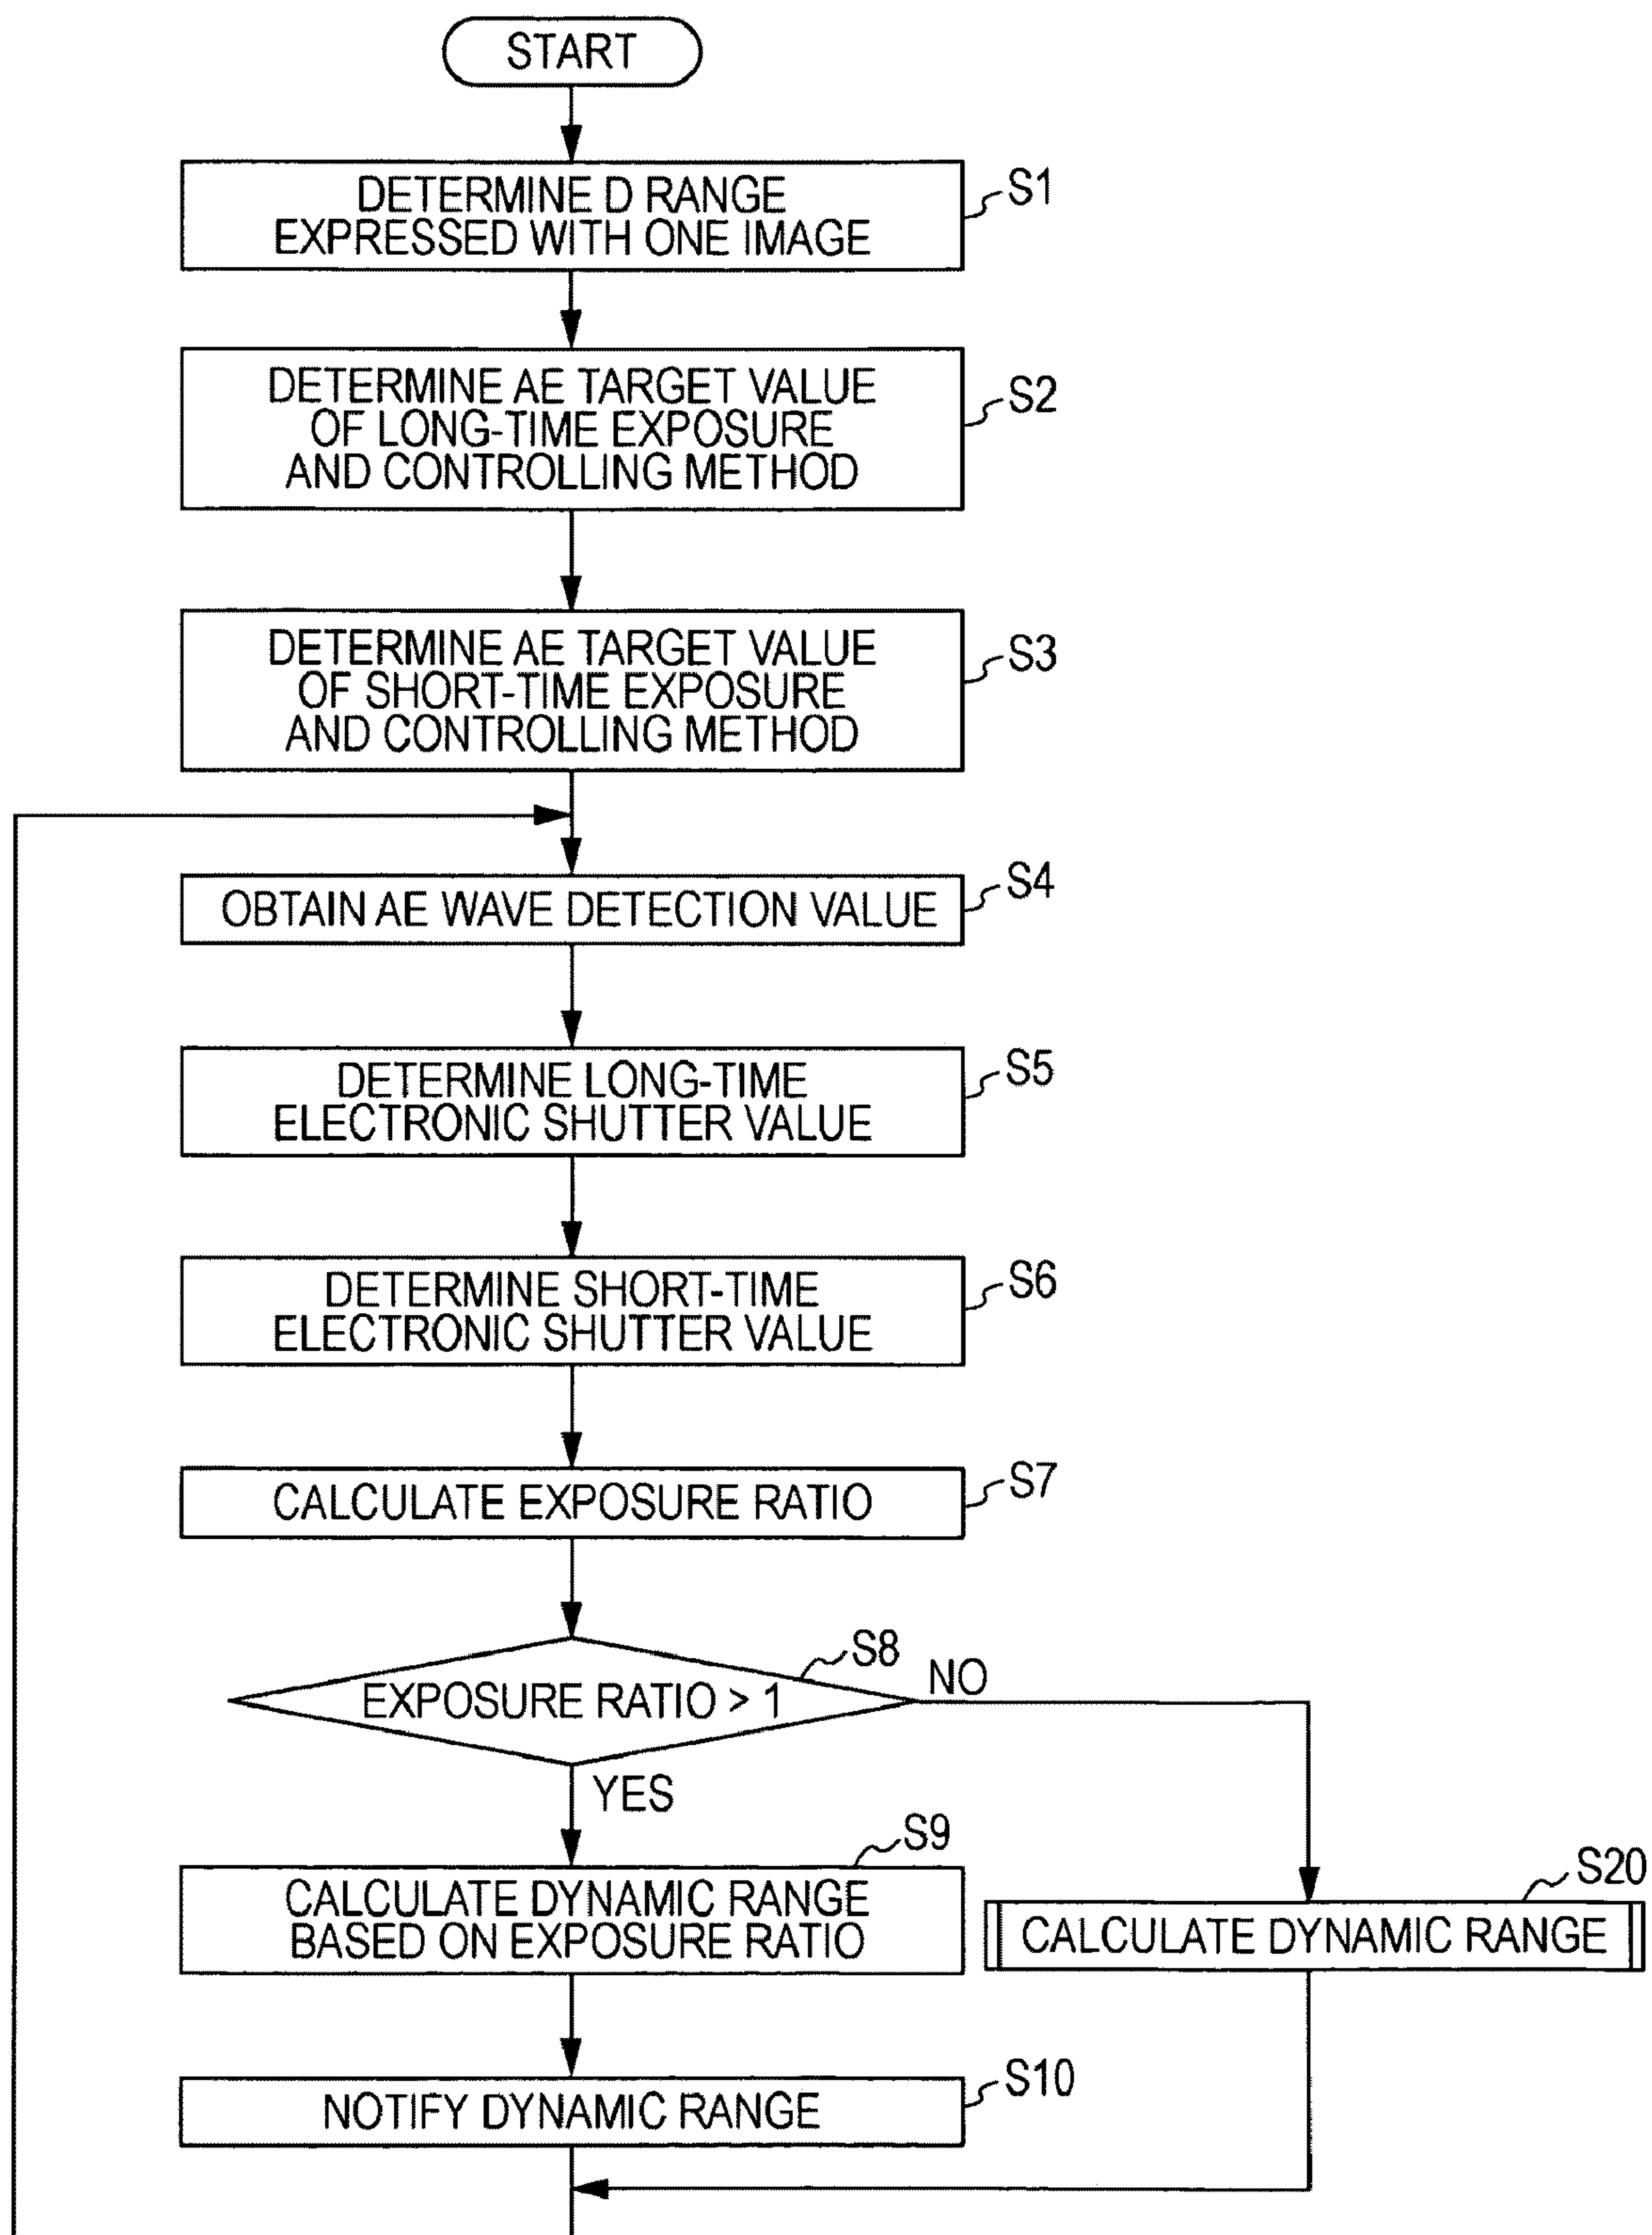 START
DETERMINE D RANGE
EXPRESSED WITH ONE IMAGE
S1
DETERMINE AE TARGET VALUE
OF LONG-TIME EXPOSURE
AND CONTROLLING METHOD
S2
DETERMINE AE TARGET VALUE
OF SHORT-TIME EXPOSURE
AND CONTROLLING METHOD
S3
OBTAIN AE WAVE DETECTION VALUE
S4
DETERMINE LONG-TIME
ELECTRONIC SHUTTER VALUE
S5
DETERMINE SHORT-TIME
ELECTRONIC SHUTTER VALUE
S6
CALCULATE EXPOSURE RATIO
S7
EXPOSURE RATIO > 1
S8
NO
YES
CALCULATE DYNAMIC RANGE
BASED ON EXPOSURE RATIO
S9
CALCULATE DYNAMIC RANGE
S20
NOTIFY DYNAMIC RANGE
S10